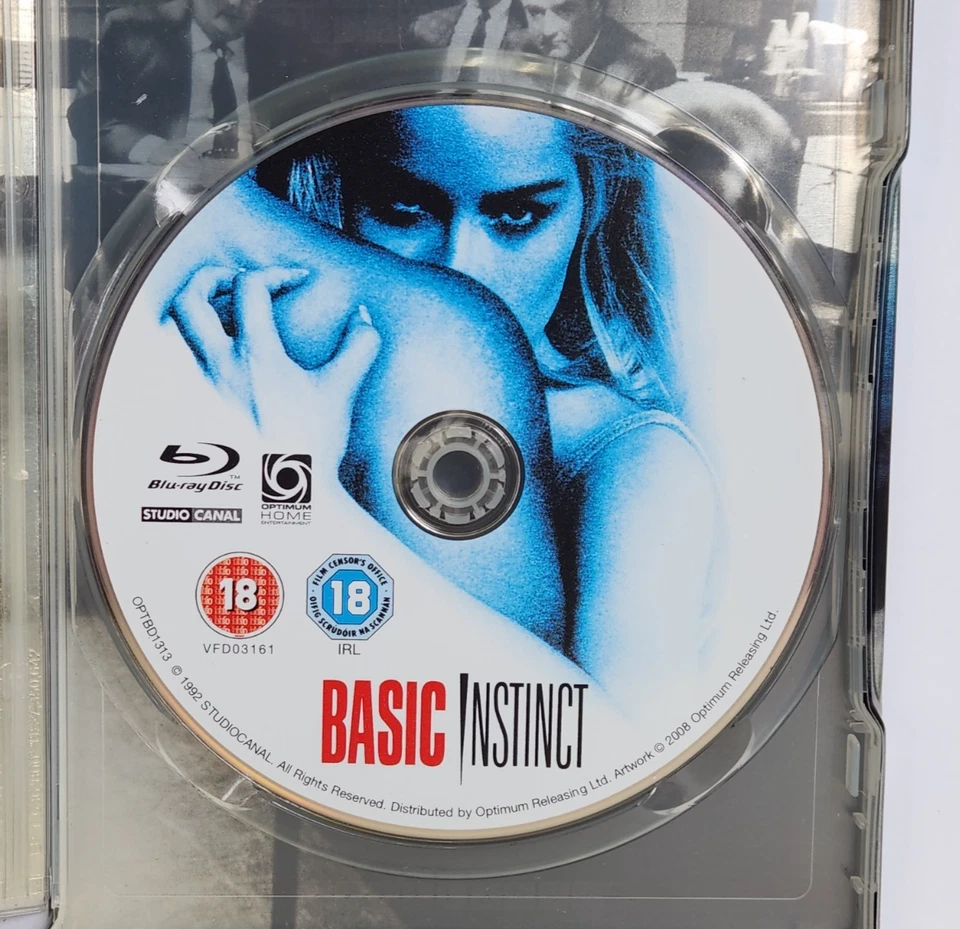 Blu-ray Disc
TM
OPTIMUM
HOME
ENTERTAINMENT
STUDIO CANAL
18
FILM CENSOR'S OFFICE
18
OIFIG SCRÚDÓIR NA SCANNÁN
VFD03161
IRL
BASIC INSTINCT
OPTBD1313 © 1992 STUDIOCANAL. All Rights Reserved. Distributed by Optimum Releasing Ltd. Artwork © 2008 Optimum Releasing Ltd.